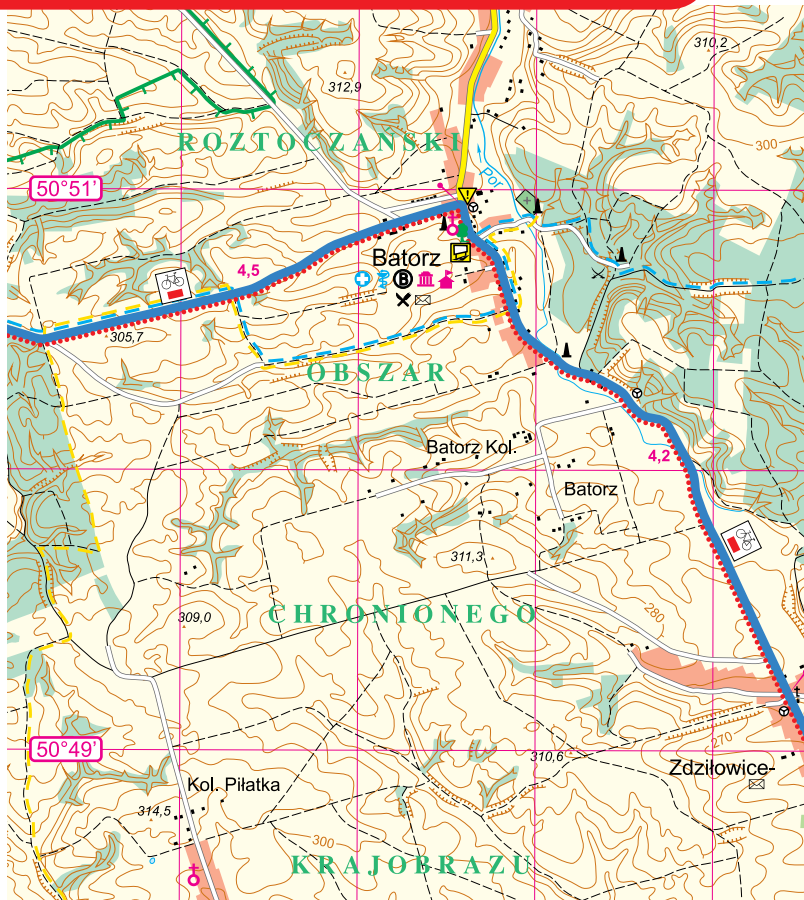 310,2
312,9
300
ROZTOCZAŃSKI
50°51'
Por
Batorz
4,5
B
305,7
OBSZAR
Batorz Kol.
4,2
Batorz
311,3
280
309,0
CHRONIONEGO
50°49'
270
310,6
Zdziłowice-
Kol. Piłatka
314,5
300
KRAJOBRAZU